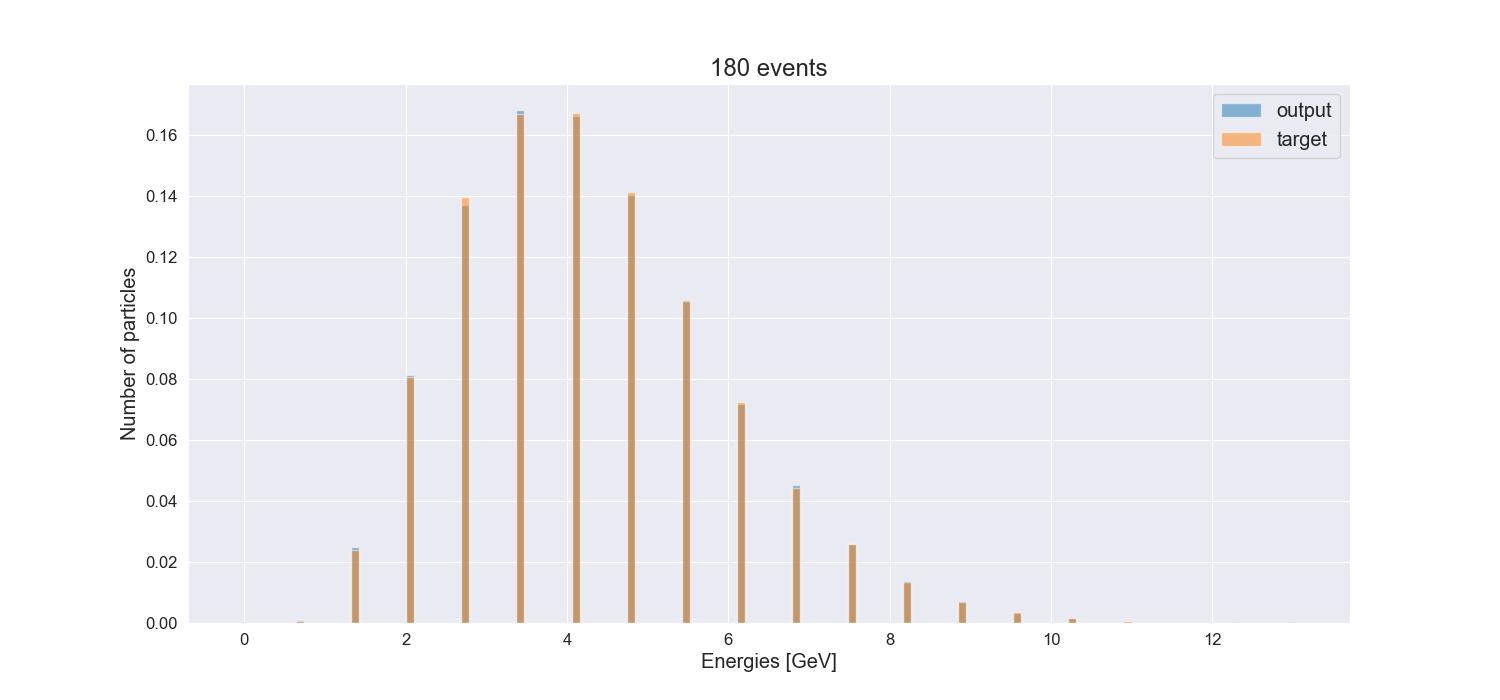 180 events
output
target
0.16
0.14
0.12
0.10
0.08
0.06
0.04
0.02
0.00
Number of particles
0 2 4 6 8 10 12
Energies [GeV]